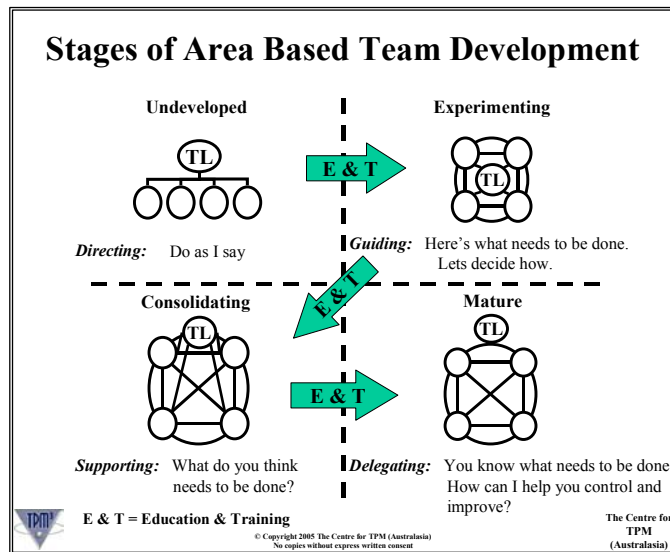 Stages of Area Based Team Development
Undeveloped
TL
Directing: Do as I say
E & T
Experimenting
TL
Guiding: Here's what needs to be done.
Lets decide how.
E & T
Consolidating
TL
Supporting: What do you think
needs to be done?
E & T
Mature
TL
Delegating: You know what needs to be done
How can I help you control and
improve?
TPM³
E & T = Education & Training
© Copyright 2005 The Centre for TPM (Australasia)
No copies without express written consent
The Centre for
TPM
(Australasia)